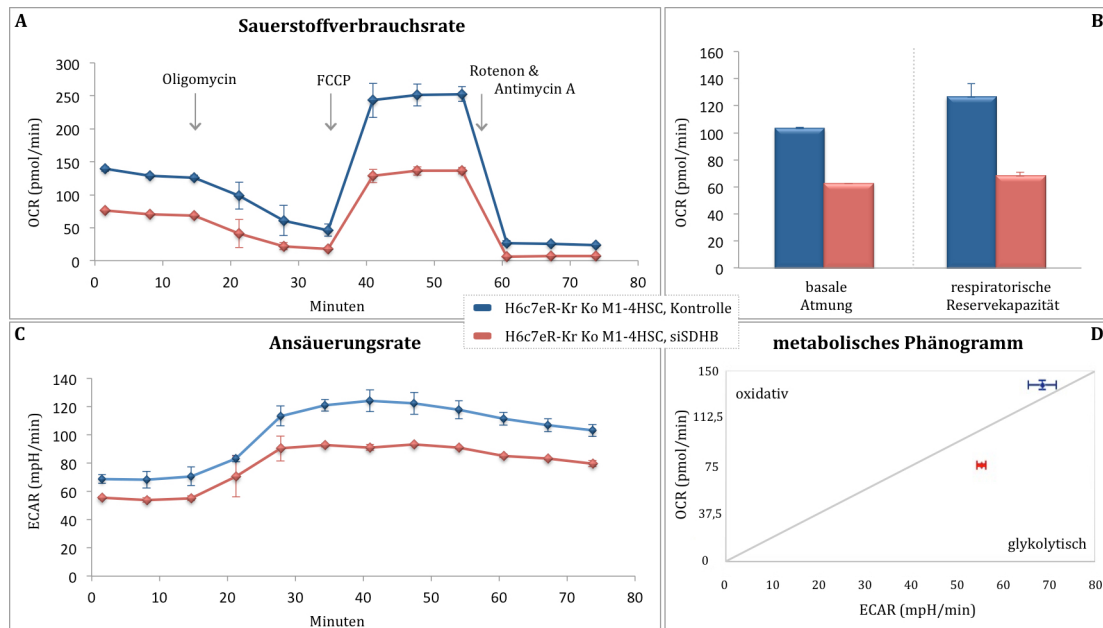 A
Sauerstoffverbrauchsrate
Oligomycin
FCCP
Rotenon &
Antimycin A
OCR (pmol/min)
300
250
200
150
100
50
0
0 10 20 30 40 50 60 70 80
Minuten
B
OCR (pmol/min)
160
140
120
100
80
60
40
20
0
basale
Atmung
respiratorische
Reservekapazität
H6c7eR-Kr Ko M1-4HSC, Kontrolle
H6c7eR-Kr Ko M1-4HSC, siSDHB
C
Ansäuerungsrate
ECAR (mpH/min)
140
120
100
80
60
40
20
0
0 10 20 30 40 50 60 70 80
Minuten
D
metabolisches Phänogramm
OCR (pmol/min)
150
112,5
75
37,5
0
oxidativ
glykolytisch
0 10 20 30 40 50 60 70 80
ECAR (mpH/min)